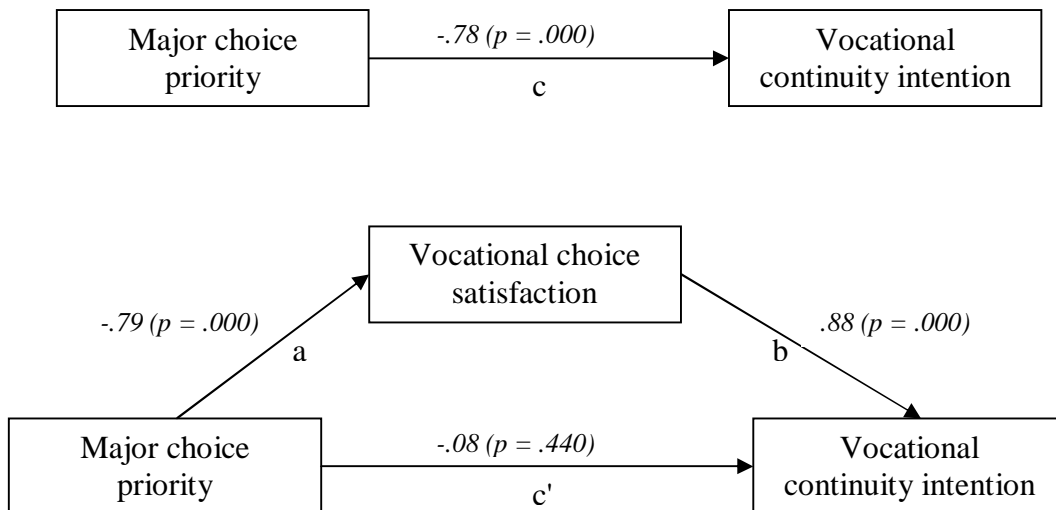 Major choice
priority
-.78 (p = .000)
c
Vocational
continuity intention
Vocational choice
satisfaction
-.79 (p = .000)
a
.88 (p = .000)
b
Major choice
priority
-.08 (p = .440)
c'
Vocational
continuity intention